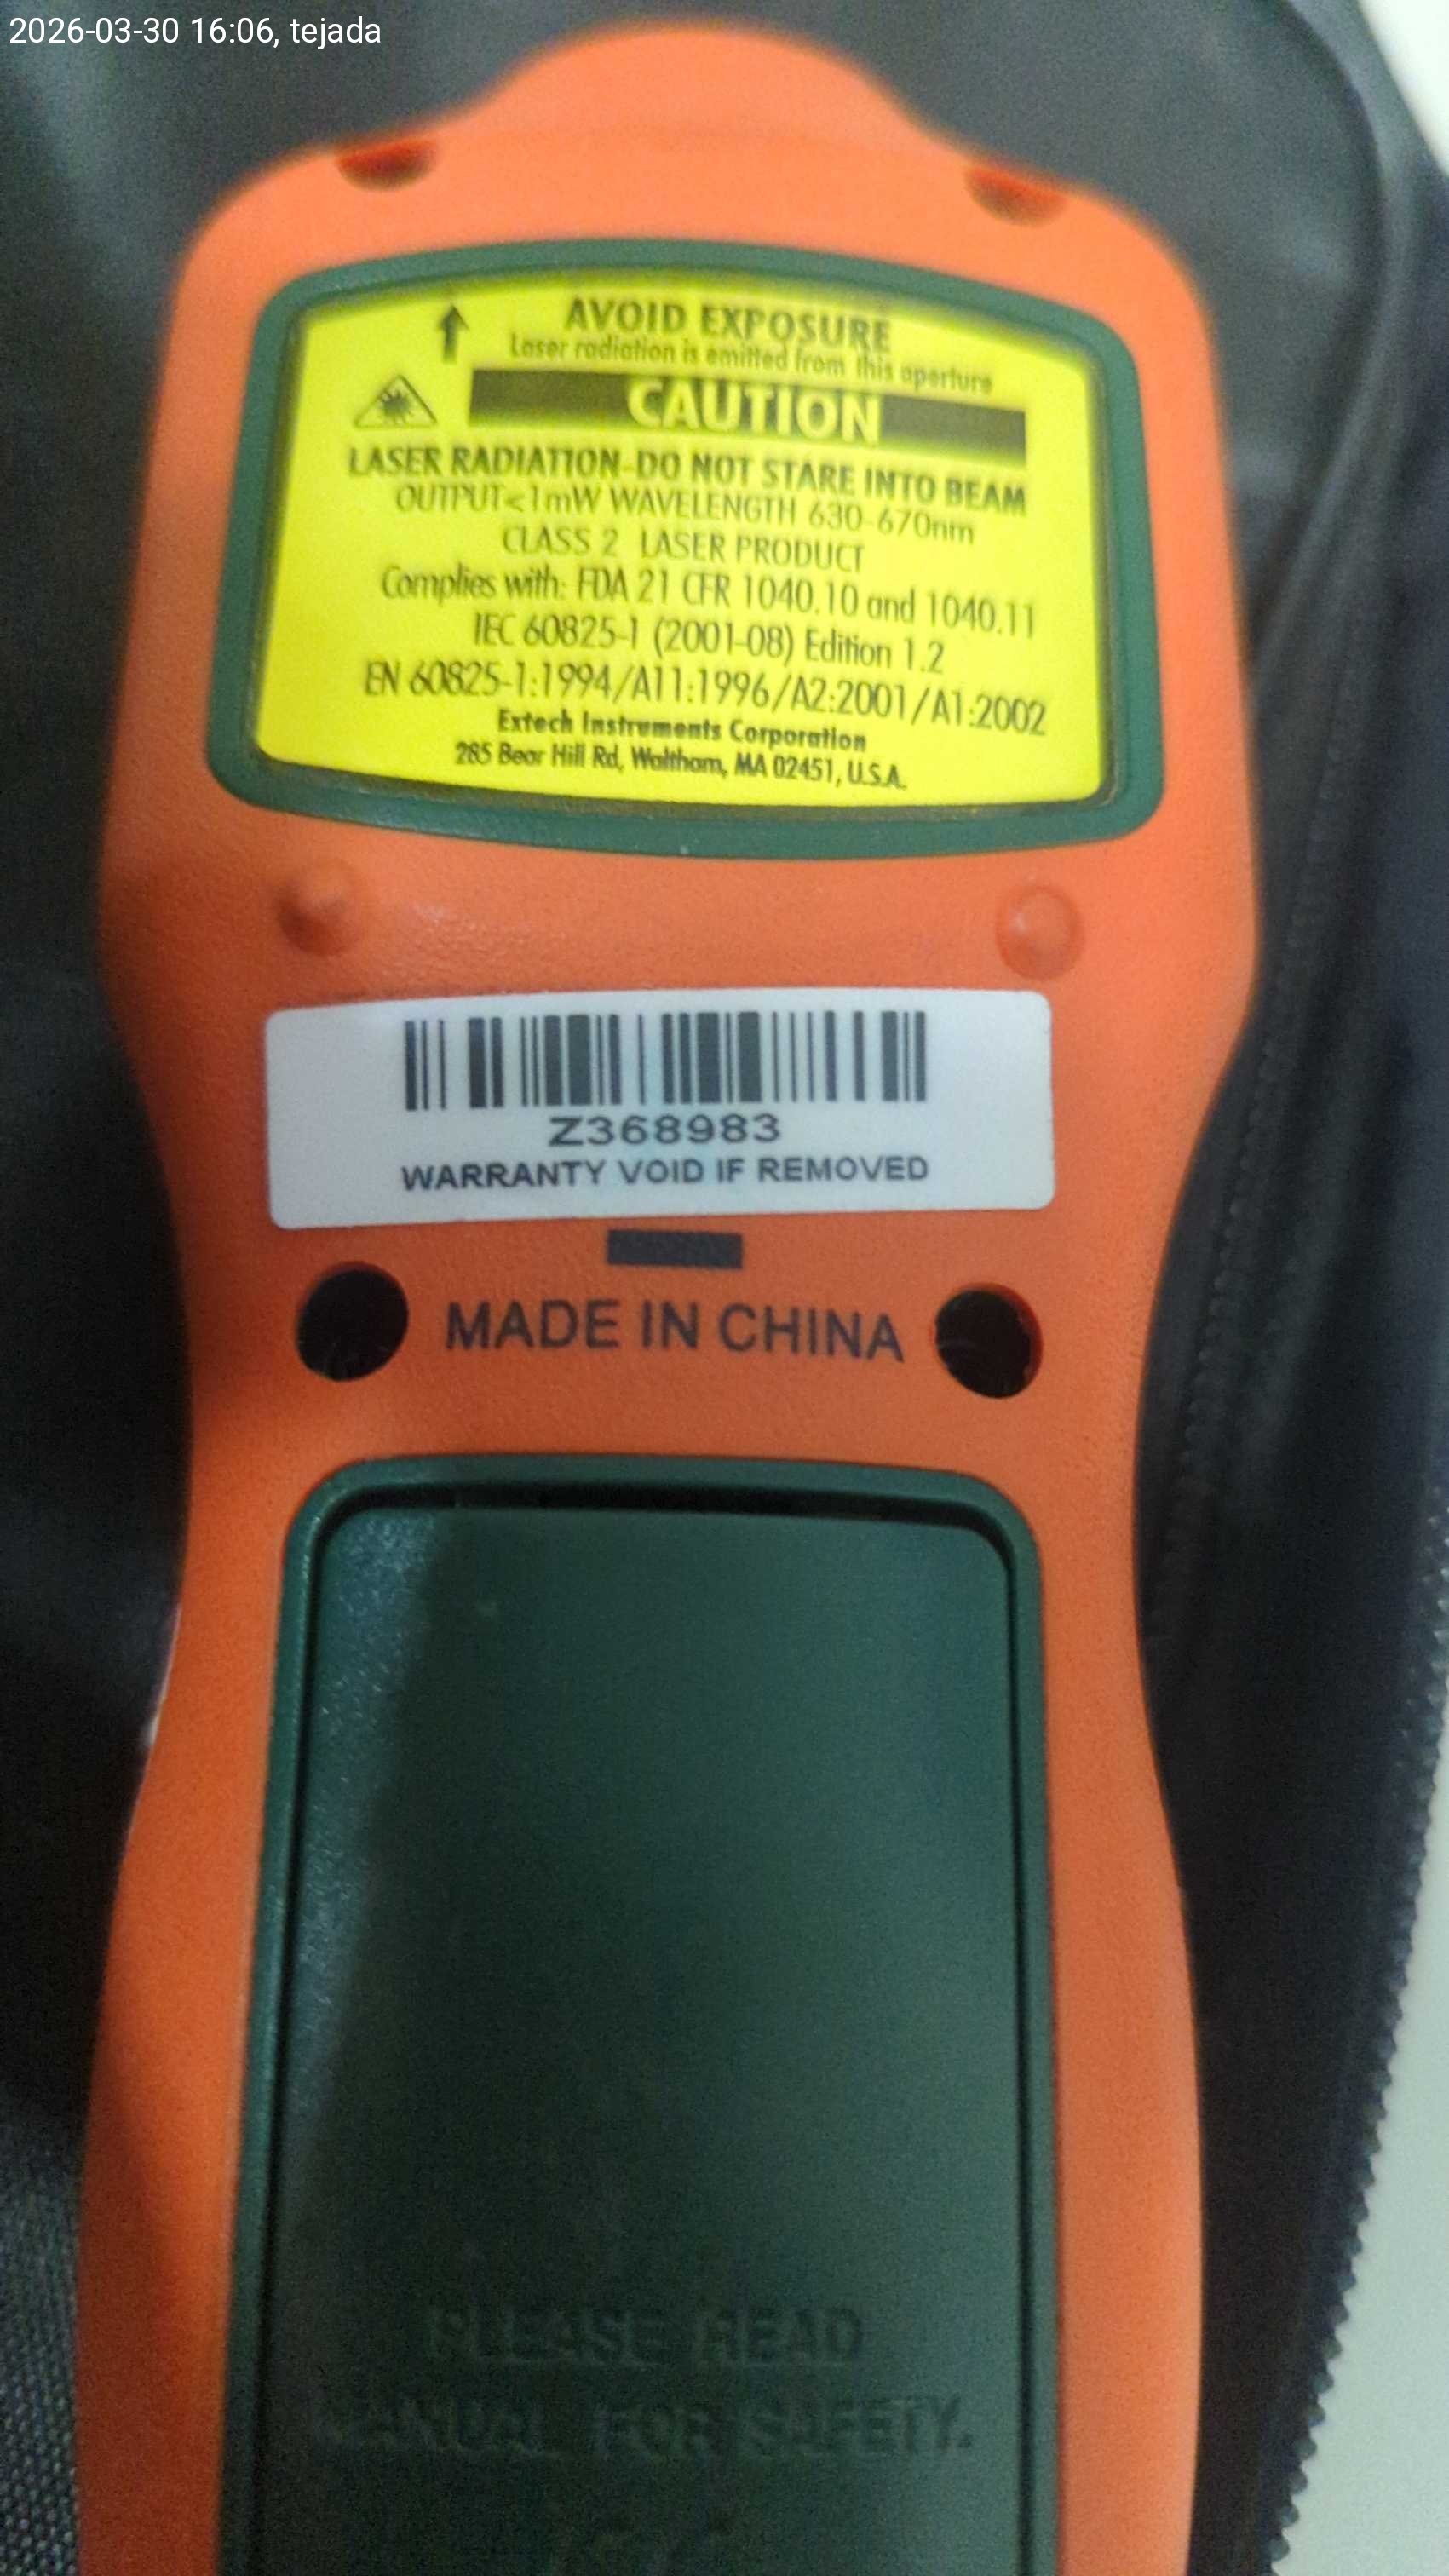 2026-03-30 16:06, tejada
AVOID EXPOSURE
Laser radiation is emitted from this aperture
CAUTION
LASER RADIATION-DO NOT STARE INTO BEAM
OUTPUT<1mW WAVELENGTH 630-670nm
CLASS 2 LASER PRODUCT
Complies with: FDA 21 CFR 1040.10 and 1040.11
IEC 60825-1 (2001-08) Edition 1.2
EN 60825-1:1994/A11:1996/A2:2001/A1:2002
Extech Instruments Corporation
285 Bear Hill Rd, Waltham, MA 02451, U.S.A.
Z368983
WARRANTY VOID IF REMOVED
MADE IN CHINA
PLEASE READ
MANUAL FOR SAFETY.